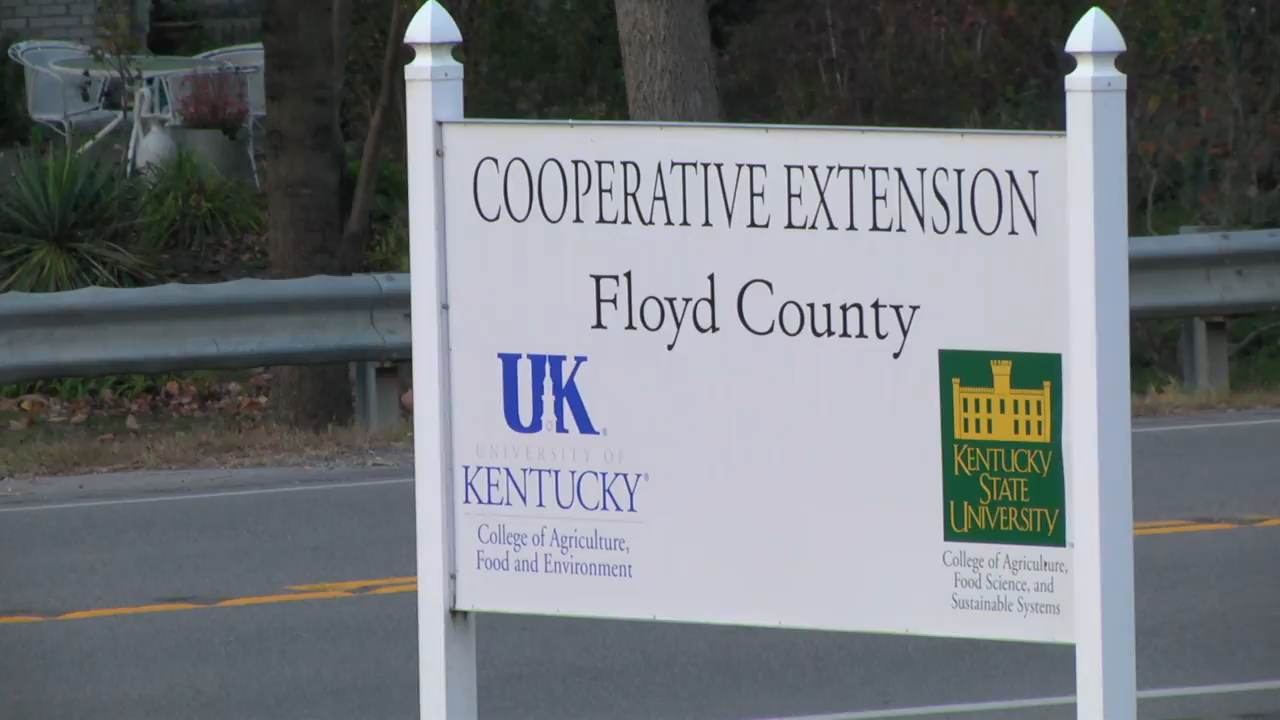 COOPERATIVE EXTENSION
Floyd County
UK
UNIVERSITY OF
KENTUCKY®
College of Agriculture,
Food and Environment
KENTUCKY
STATE
UNIVERSITY
College of Agriculture,
Food Science, and
Sustainable Systems